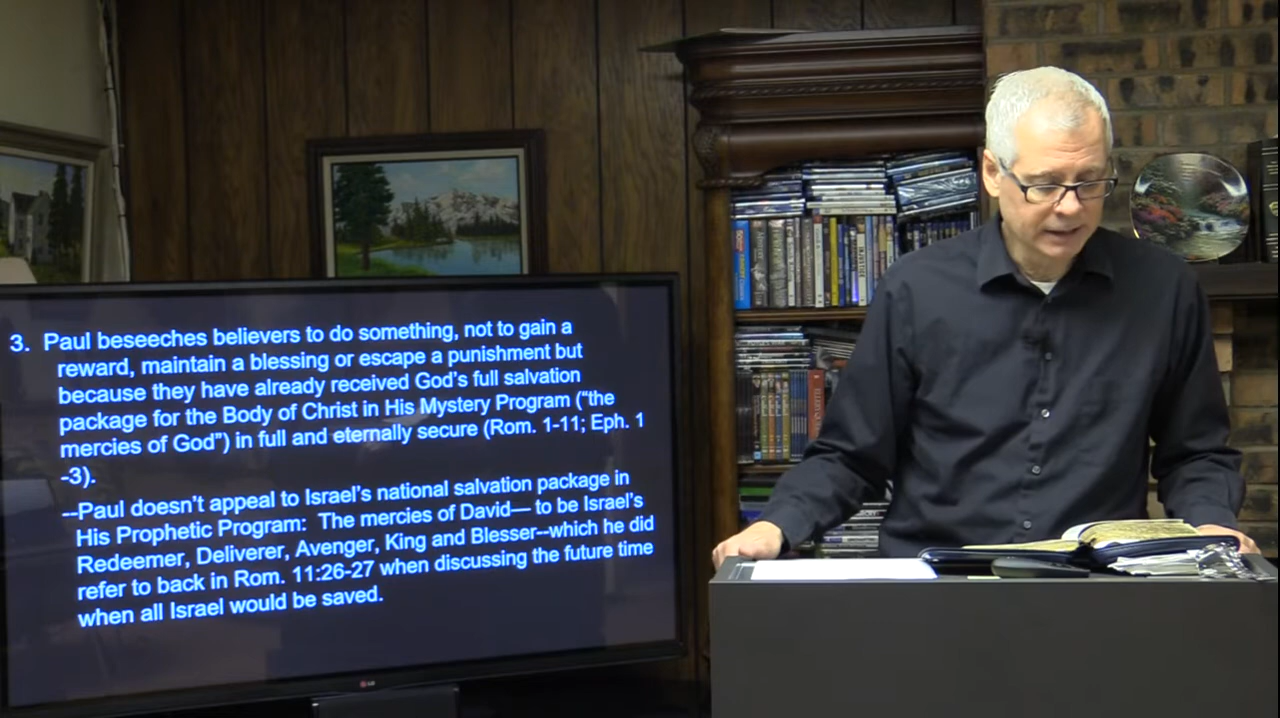 3. Paul beseeches believers to do something, not to gain a
reward, maintain a blessing or escape a punishment but
because they have already received God's full salvation
package for the Body of Christ in His Mystery Program ("the
mercies of God") in full and eternally secure (Rom. 1-11; Eph. 1
-3).
--Paul doesn't appeal to Israel's national salvation package in
His Prophetic Program: The mercies of David— to be Israel's
Redeemer, Deliverer, Avenger, King and Blesser--which he did
refer to back in Rom. 11:26-27 when discussing the future time
when all Israel would be saved.
LG